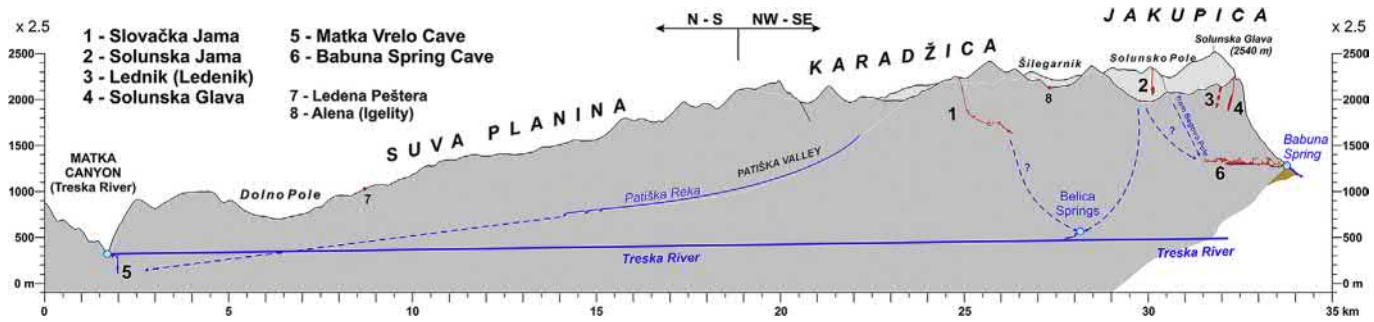 JAKUPICA
N - S
NW - SE
x 2.5
x 2.5
1 - Slovačka Jama
2 - Solunska Jama
3 - Lednik (Ledenik)
4 - Solunska Glava
5 - Matka Vrelo Cave
6 - Babuna Spring Cave
7 - Ledena Peštera
8 - Alena (Igelity)
KARADŽICA
SUVA PLANINA
Šilegarnik
Solunsko Pole
Solunska Glava
(2540 m)
2500
2000
1500
1000
500
0 m
2500
2000
1500
1000
500
0 m
1
8
2
3
4
from Begovo Pole
?
?
6
Babuna
Spring
MATKA
CANYON
(Treska River)
Dolno Pole
7
Patiška Reka
PATIŠKA VALLEY
Belica
Springs
5
Treska River
Treska River
0
5
10
15
20
25
30
35 km